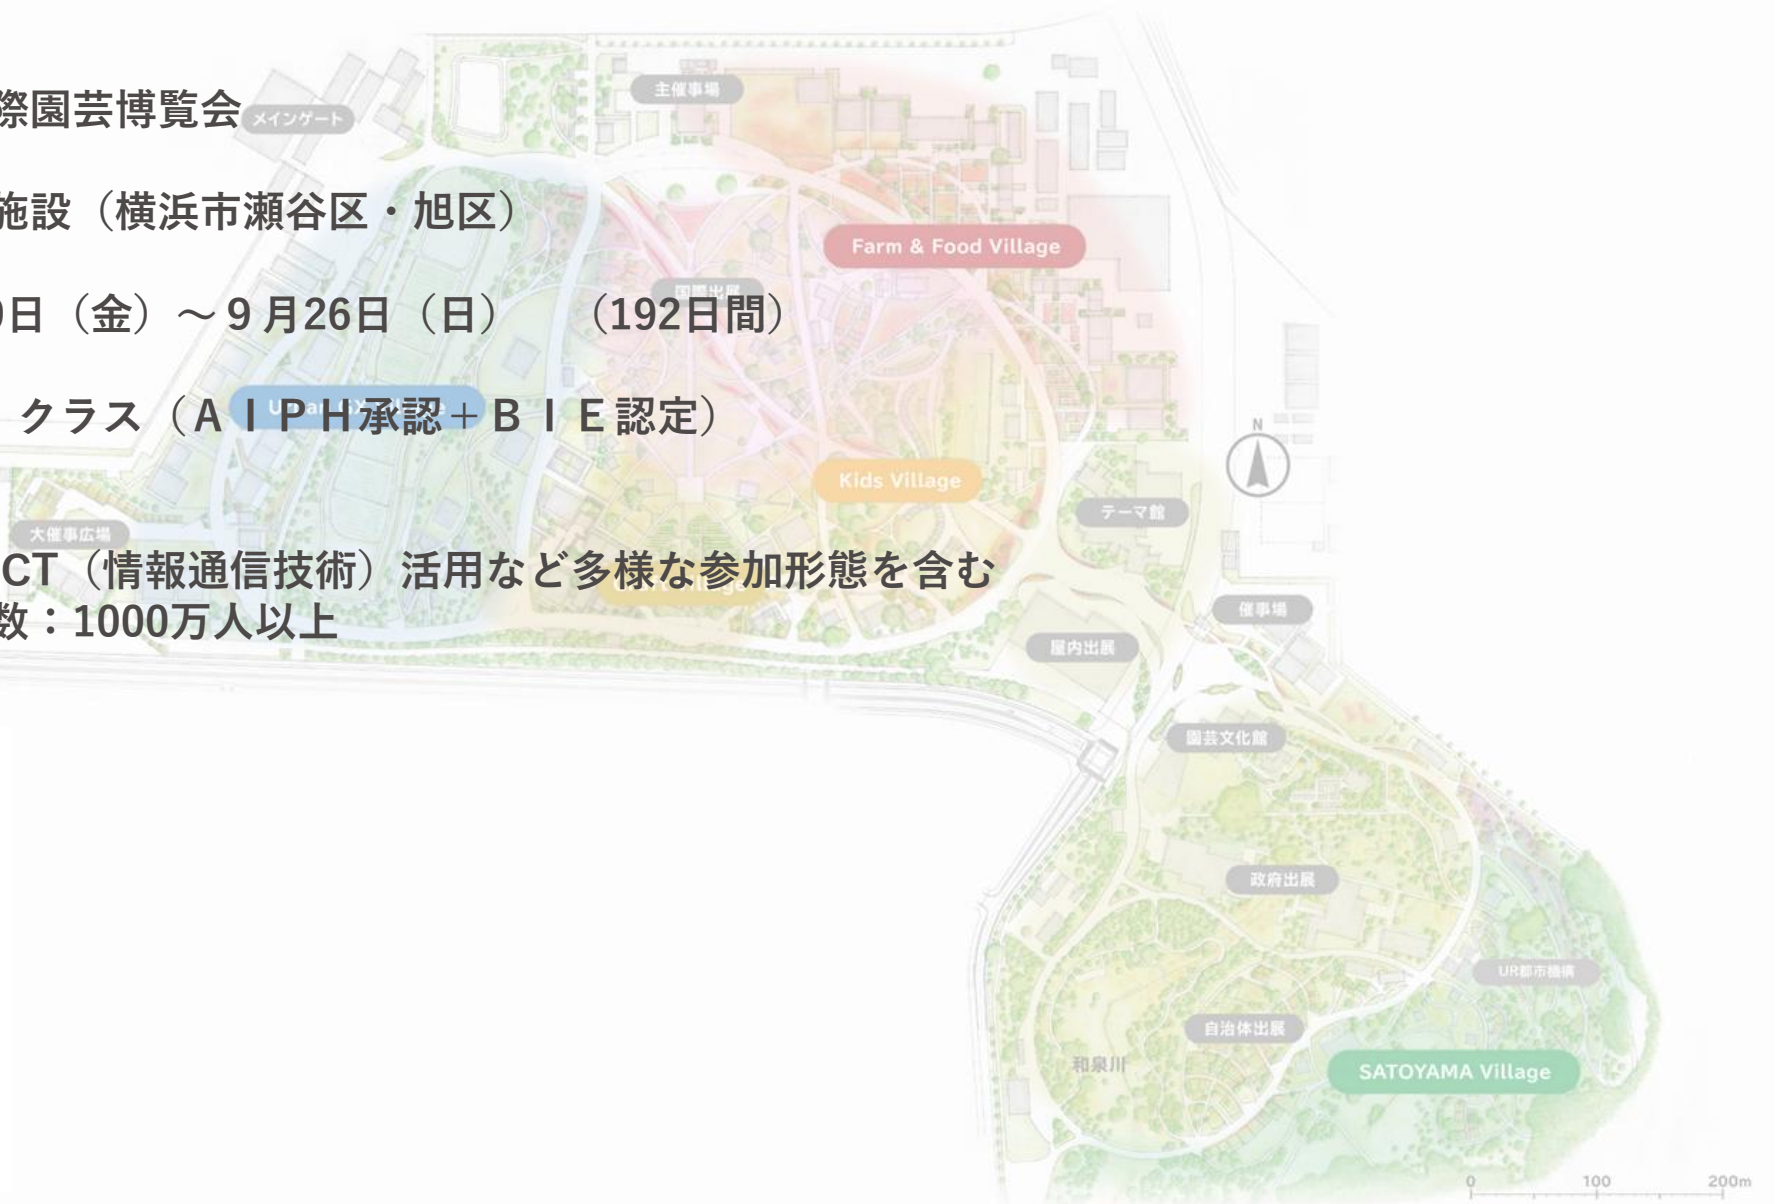 際園芸博覧会
施設（横浜市瀬谷区・旭区）
日（金）～９月26日（日）　（192日間）
クラス（ＡＩＰＨ承認＋ＢＩＥ認定）
CT（情報通信技術）活用など多様な参加形態を含む
数：1000万人以上
メインゲート
主催事場
Farm & Food Village
国際出展
Kids Village
N
テーマ館
大催事広場
催事場
屋内出展
園芸文化館
政府出展
UR都市機構
自治体出展
和泉川
SATOYAMA Village
0 100 200m